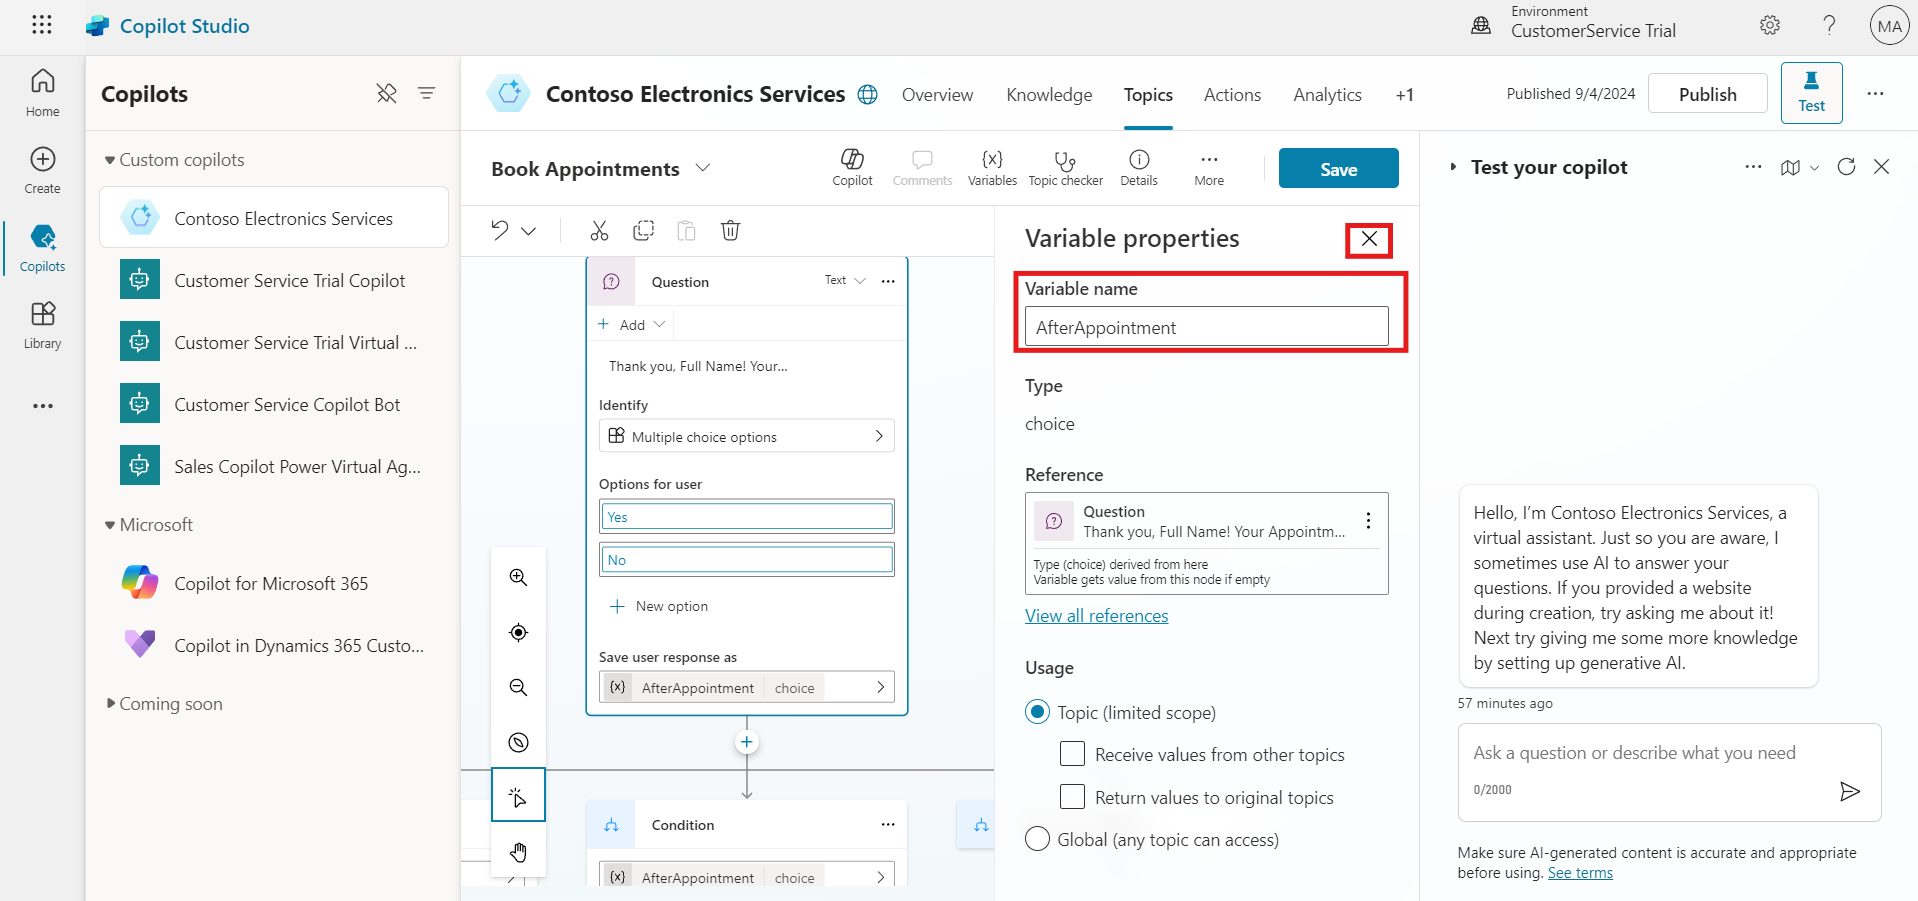 Copilot Studio
Environment
CustomerService Trial
MA
Home
Create
Copilots
Library
Copilots
Custom copilots
Contoso Electronics Services
Customer Service Trial Copilot
Customer Service Trial Virtual ...
Customer Service Copilot Bot
Sales Copilot Power Virtual Ag...
Microsoft
Copilot for Microsoft 365
Copilot in Dynamics 365 Custo...
Coming soon
Contoso Electronics Services
Overview
Knowledge
Topics
Actions
Analytics
+1
Published 9/4/2024
Publish
Test
Book Appointments
Copilot
Comments
Variables
Topic checker
Details
More
Save
Question
Text
Add
Thank you, Full Name! Your...
Identify
Multiple choice options
Options for user
Yes
No
New option
Save user response as
{x} AfterAppointment choice
Condition
{x} AfterAppointment choice
Variable properties
Variable name
AfterAppointment
Type
choice
Reference
Question
Thank you, Full Name! Your Appointm...
Type (choice) derived from here
Variable gets value from this node if empty
View all references
Usage
Topic (limited scope)
Receive values from other topics
Return values to original topics
Global (any topic can access)
Test your copilot
Hello, I'm Contoso Electronics Services, a
virtual assistant. Just so you are aware, I
sometimes use AI to answer your
questions. If you provided a website
during creation, try asking me about it!
Next try giving me some more knowledge
by setting up generative AI.
57 minutes ago
Ask a question or describe what you need
0/2000
Make sure AI-generated content is accurate and appropriate
before using. See terms